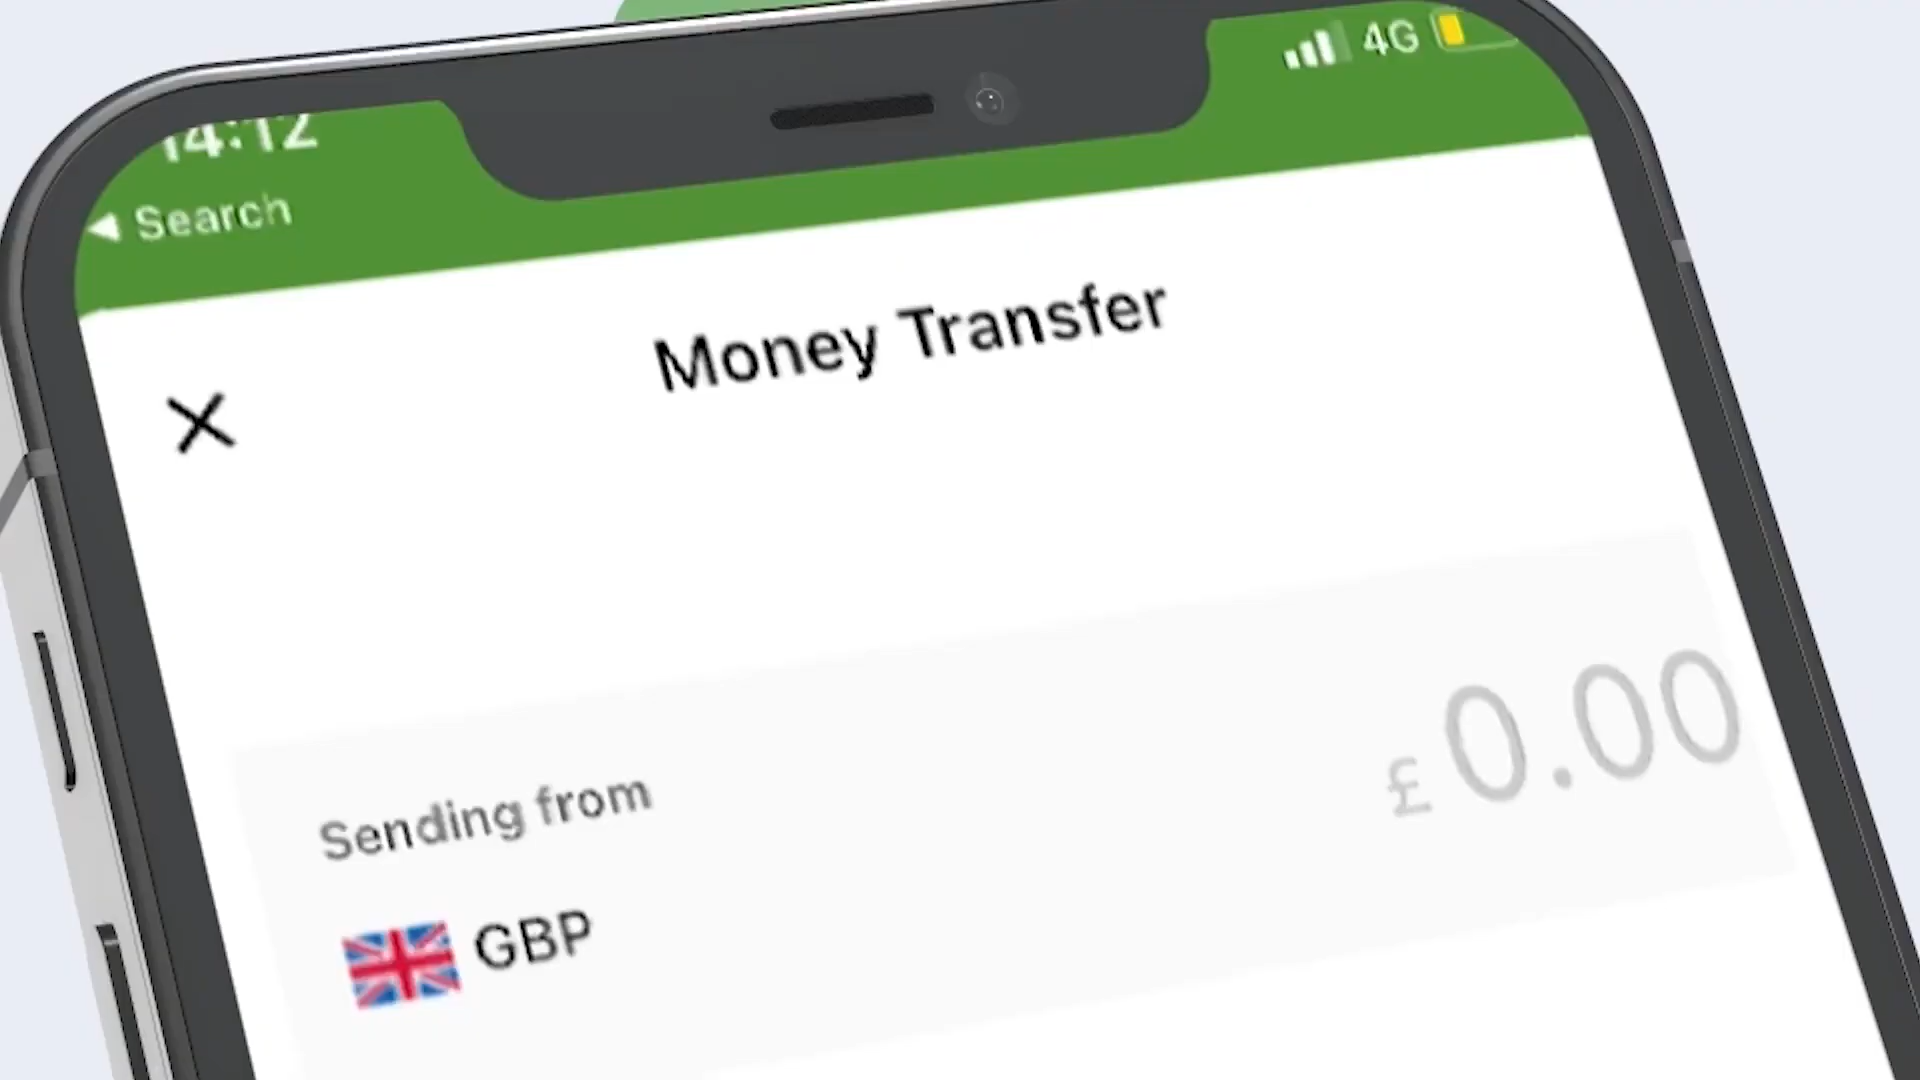 14:12
4G
Search
Money Transfer
Sending from
£0.00
GBP